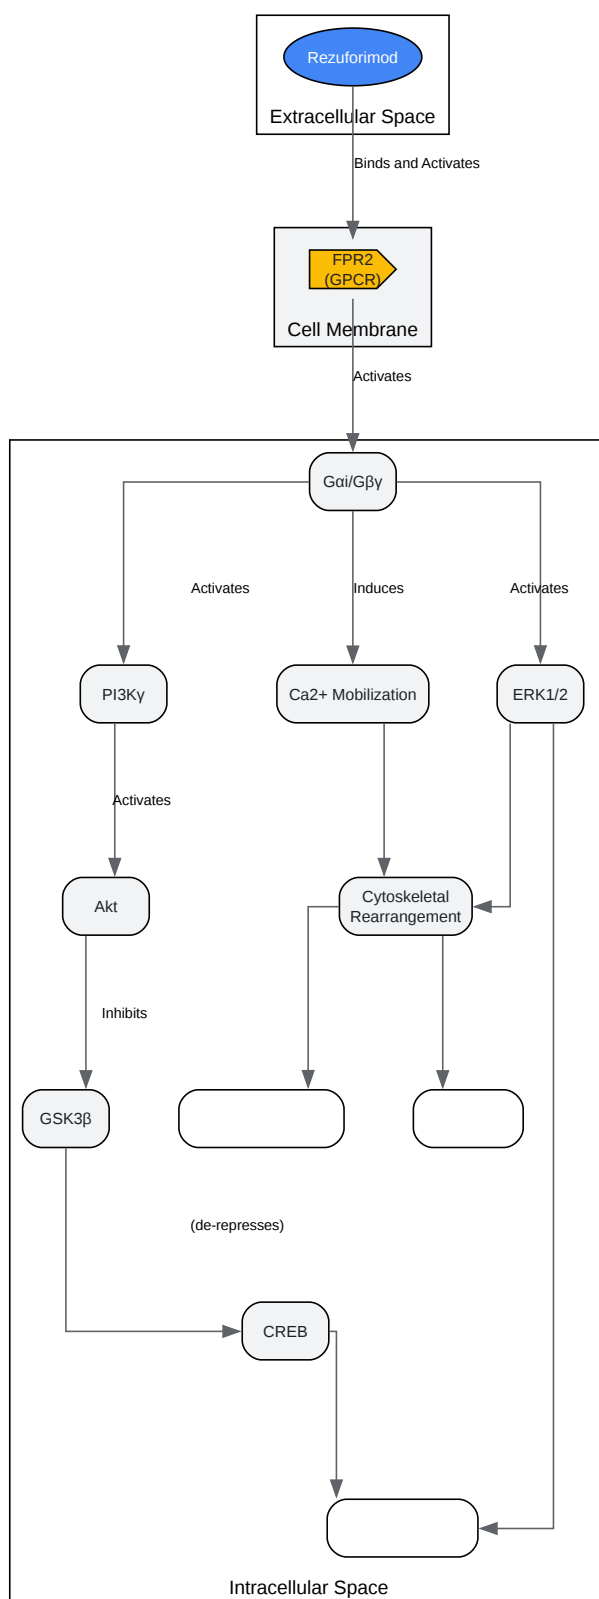 Rezuforimod
Extracellular Space
Binds and Activates
FPR2
(GPCR)
Cell Membrane
Activates
Gαi/Gβγ
Activates
Induces
Activates
PI3Kγ
Ca2+ Mobilization
ERK1/2
Activates
Akt
Cytoskeletal
Rearrangement
Inhibits
GSK3β
(de-represses)
CREB
Intracellular Space